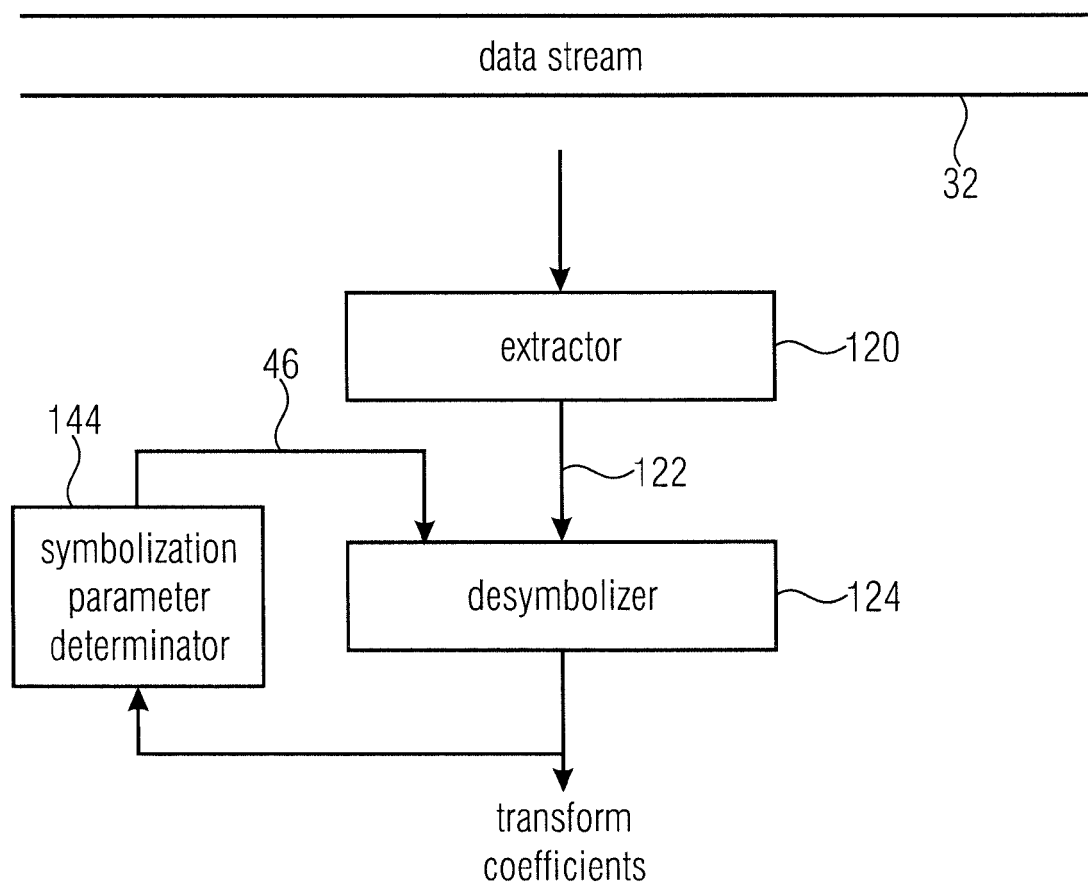 data stream
32
extractor
120
46
144
122
symbolization
parameter
determinator
desymbolizer
124
transform
coefficients